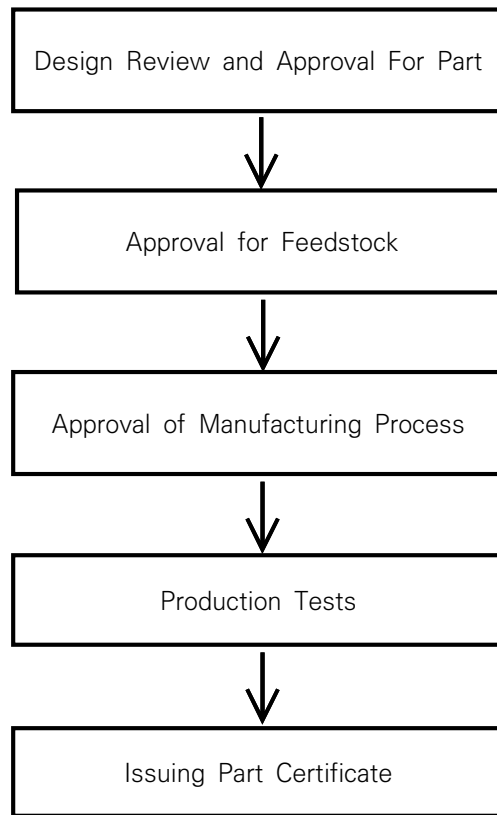 Design Review and Approval For Part
Approval for Feedstock
Approval of Manufacturing Process
Production Tests
Issuing Part Certificate